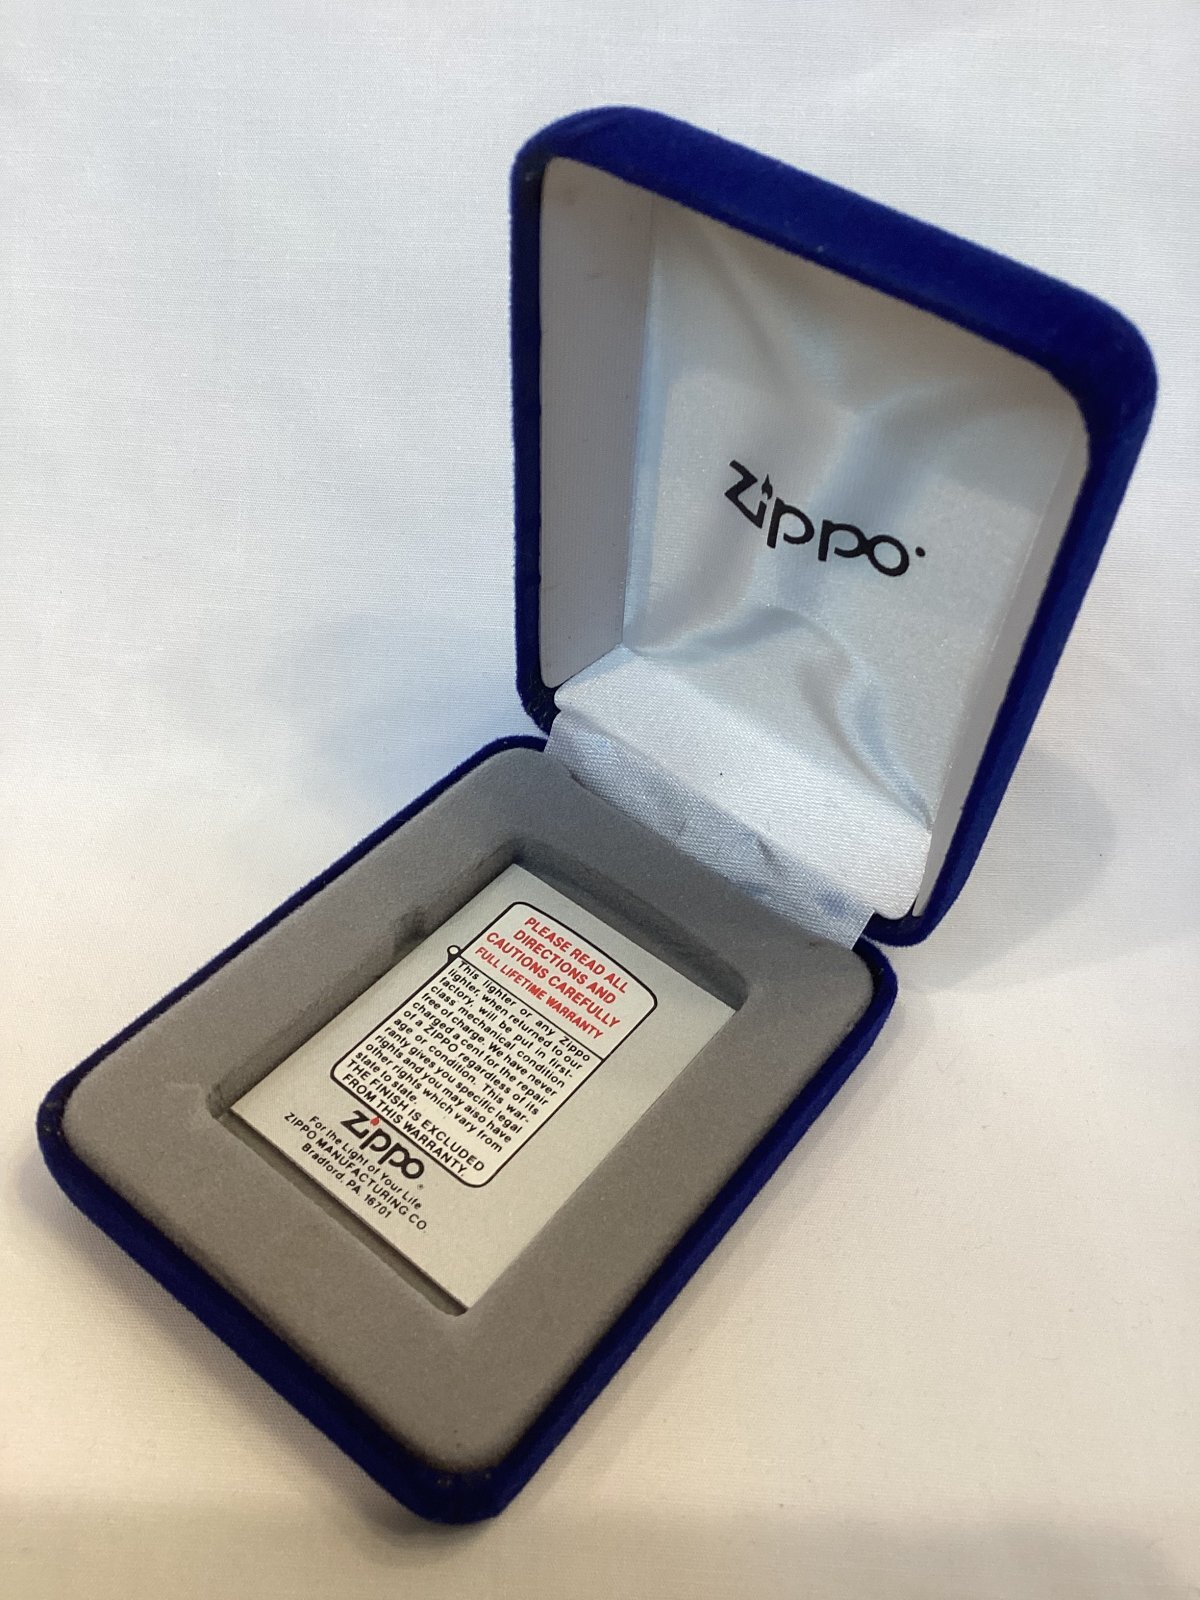 Zippo
PLEASE READ ALL
DIRECTIONS AND
CAUTIONS CAREFULLY
FULL LIFETIME WARRANTY
This lighter or any Zippo
lighter, when returned to our
factory, will be put in first-
class mechanical condition
free of charge. We have never
charged a cent for the repair
of a ZIPPO regardless of its
age or condition. This war-
ranty gives you specific legal
rights and you may also have
other rights which vary from
state to state.
THE FINISH IS EXCLUDED
FROM THIS WARRANTY.
Zippo®
For the Light of Your Life
ZIPPO MANUFACTURING CO.
Bradford, PA 16701